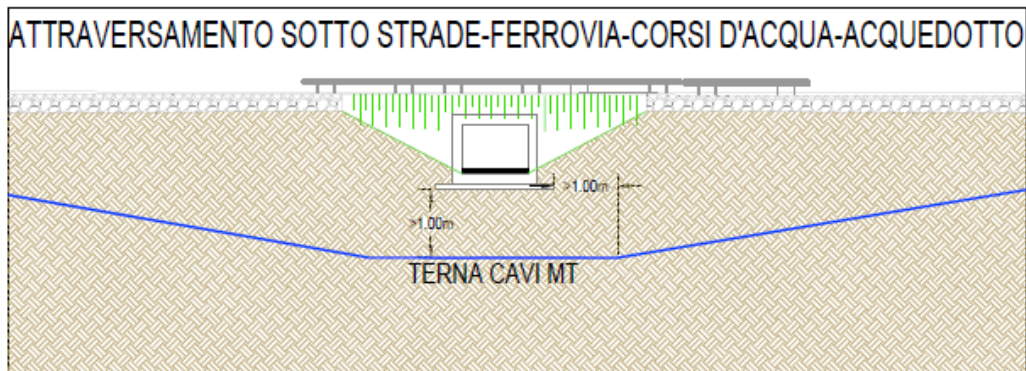 ATTRAVERSAMENTO SOTTO STRADE-FERROVIA-CORSI D'ACQUA-ACQUEDOTTO
>1.00m
>1.00m
TERNA CAVI MT